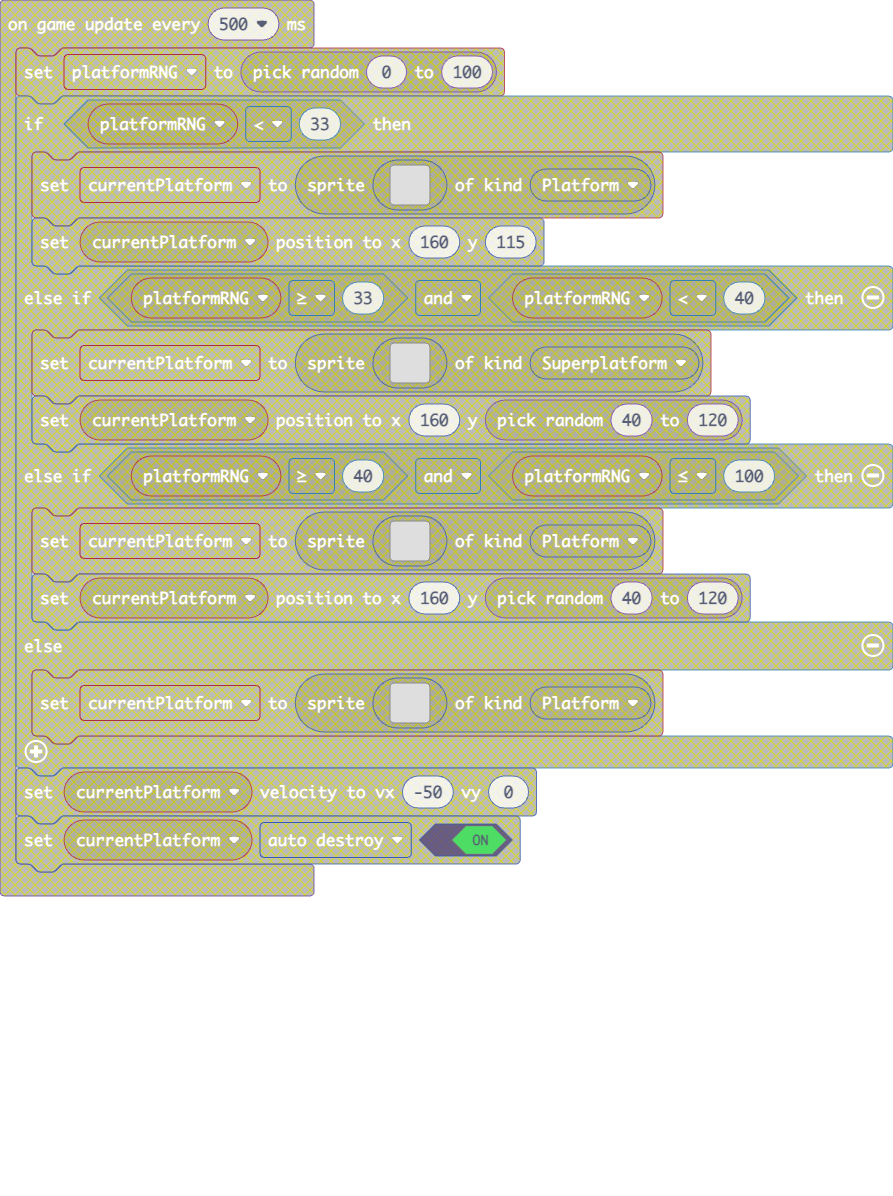 on game update every 500 ms
set platformRNG to pick random 0 to 100
if platformRNG < 33 then
set currentPlatform to sprite of kind Platform
set currentPlatform position to x 160 y 115
else if platformRNG ≥ 33 and platformRNG < 40 then
set currentPlatform to sprite of kind Superplatform
set currentPlatform position to x 160 y pick random 40 to 120
else if platformRNG ≥ 40 and platformRNG ≤ 100 then
set currentPlatform to sprite of kind Platform
set currentPlatform position to x 160 y pick random 40 to 120
else
set currentPlatform to sprite of kind Platform
set currentPlatform velocity to vx -50 vy 0
set currentPlatform auto destroy ON